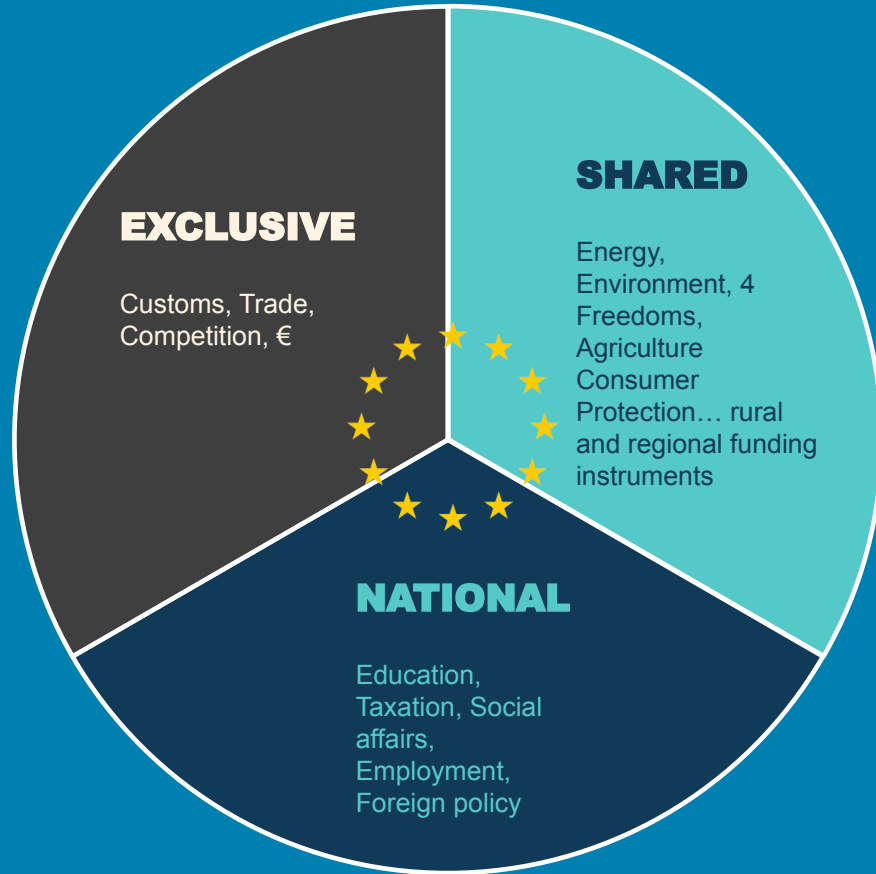 EXCLUSIVE
Customs, Trade,
Competition, €
SHARED
Energy,
Environment, 4
Freedoms,
Agriculture
Consumer
Protection… rural
and regional funding
instruments
NATIONAL
Education,
Taxation, Social
affairs,
Employment,
Foreign policy